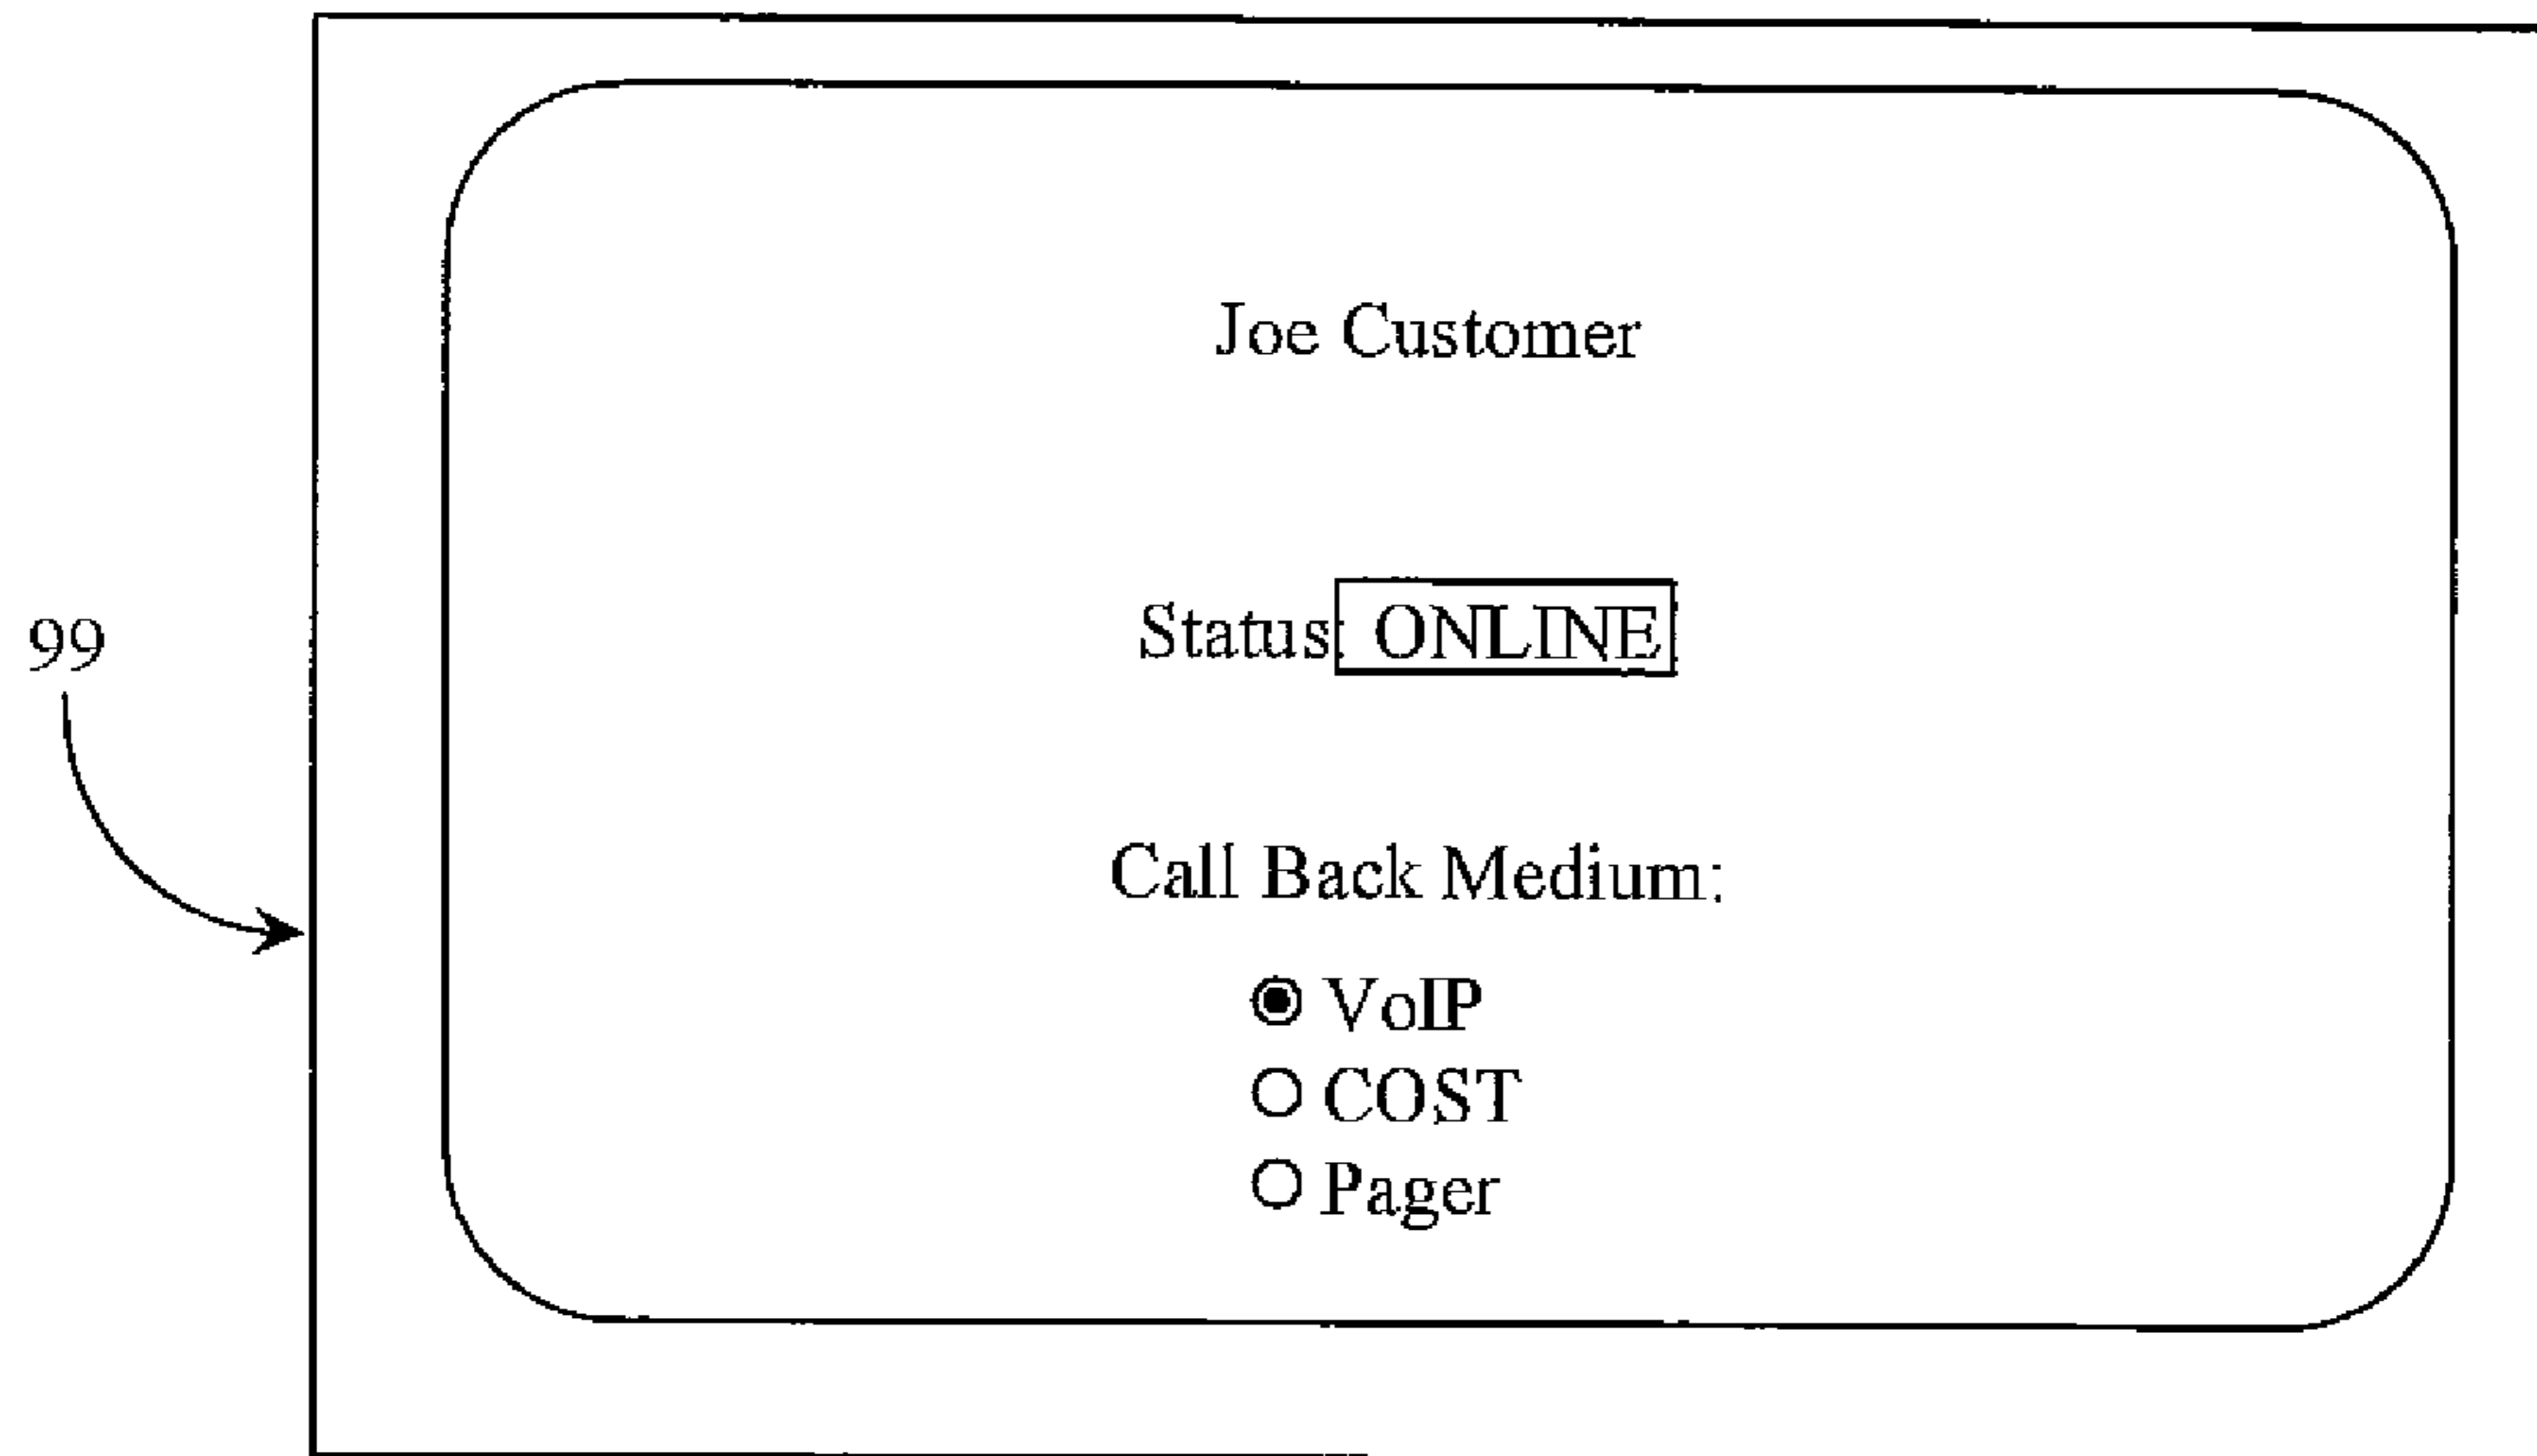 Joe Customer
Status: ONLINE
99
Call Back Medium:
VoIP
COST
Pager